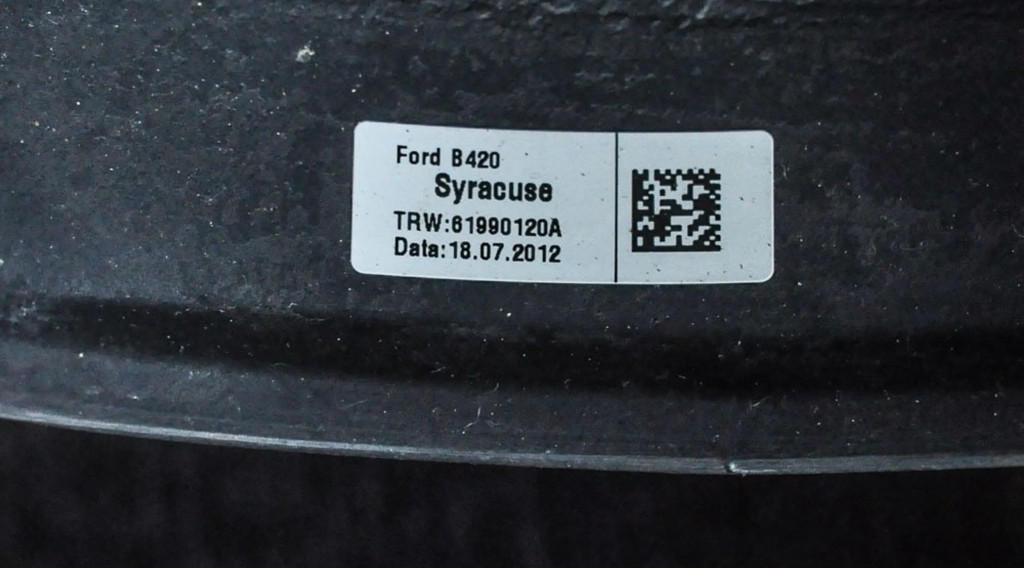 Ford B420
Syracuse
TRW:61990120A
Data:18.07.2012